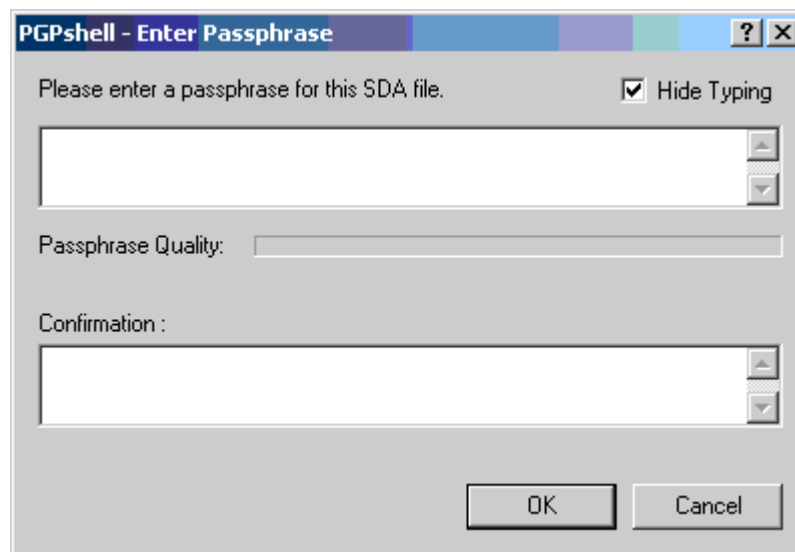 PGPshell - Enter Passphrase
Please enter a passphrase for this SDA file.
Hide Typing
Passphrase Quality:
Confirmation :
OK
Cancel